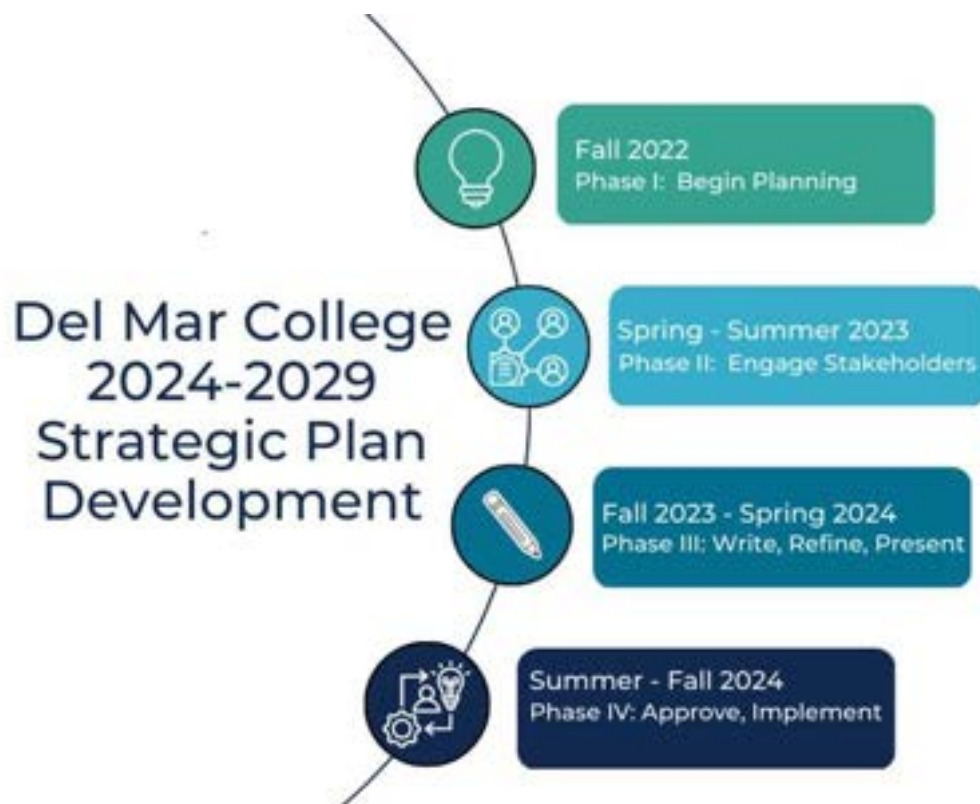 Del Mar College
2024-2029
Strategic Plan
Development
Fall 2022
Phase I: Begin Planning
Spring - Summer 2023
Phase II: Engage Stakeholders
Fall 2023 - Spring 2024
Phase III: Write, Refine, Present
Summer - Fall 2024
Phase IV: Approve, Implement